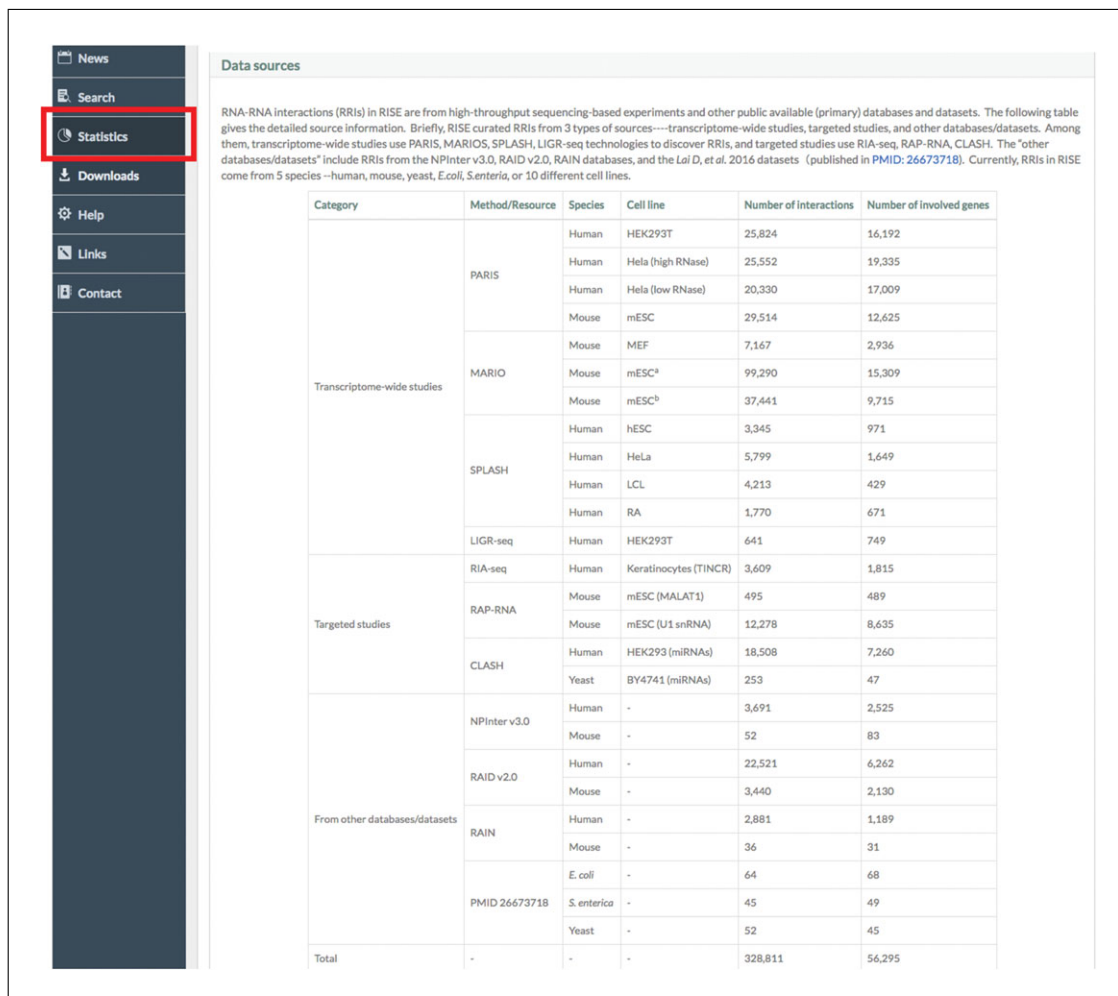 News
Search
Statistics
Downloads
Help
Links
Contact
Data sources
RNA-RNA interactions (RRIs) in RISE are from high-throughput sequencing-based experiments and other public available (primary) databases and datasets. The following table
gives the detailed source information. Briefly, RISE curated RRIs from 3 types of sources----transcriptome-wide studies, targeted studies, and other databases/datasets. Among
them, transcriptome-wide studies use PARIS, MARIOS, SPLASH, LIGR-seq technologies to discover RRIs, and targeted studies use RIA-seq, RAP-RNA, CLASH. The "other
databases/datasets" include RRIs from the NPInter v3.0, RAID v2.0, RAIN databases, and the Lai D, et al. 2016 datasets (published in PMID: 26673718). Currently, RRIs in RISE
come from 5 species --human, mouse, yeast, E.coli, S.enteria, or 10 different cell lines.
Category Method/Resource Species Cell line Number of interactions Number of involved genes
Human HEK293T 25,824 16,192
PARIS
Human Hela (high RNase) 25,552 19,335
Human Hela (low RNase) 20,330 17,009
Mouse mESC 29,514 12,625
Mouse MEF 7,167 2,936
Transcriptome-wide studies MARIO Mouse mESCa 99,290 15,309
Mouse mESCb 37,441 9,715
Human hESC 3,345 971
SPLASH
Human HeLa 5,799 1,649
Human LCL 4,213 429
Human RA 1,770 671
LIGR-seq Human HEK293T 641 749
RIA-seq Human Keratinocytes (TINCR) 3,609 1,815
RAP-RNA
Mouse mESC (MALAT1) 495 489
Targeted studies Mouse mESC (U1 snRNA) 12,278 8,635
CLASH
Human HEK293 (miRNAs) 18,508 7,260
Yeast BY4741 (miRNAs) 253 47
NPInter v3.0
Human - 3,691 2,525
Mouse - 52 83
RAID v2.0
Human - 22,521 6,262
Mouse - 3,440 2,130
From other databases/datasets
RAIN
Human - 2,881 1,189
Mouse - 36 31
E. coli - 64 68
PMID 26673718 S. enterica - 45 49
Yeast - 52 45
Total - - - 328,811 56,295